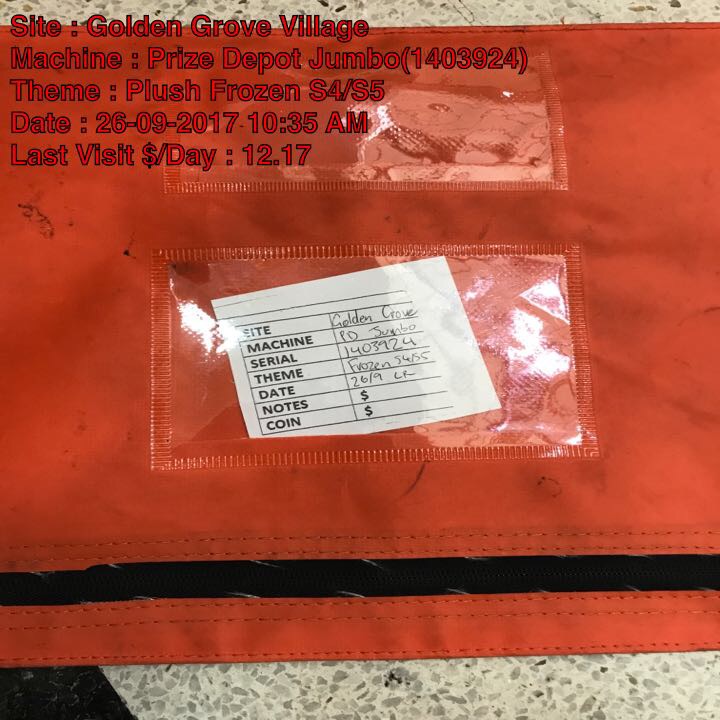 Site : Golden Grove Village
Machine : Prize Depot Jumbo(1403924)
Theme : Plush Frozen S4/S5
Date : 26-09-2017 10:35 AM
Last Visit $/Day : 12.17
SITE Golden Grove
MACHINE PD Jumbo
SERIAL 1403924
THEME Frozen S4/S5
DATE 26/9 LR
NOTES $
COIN $